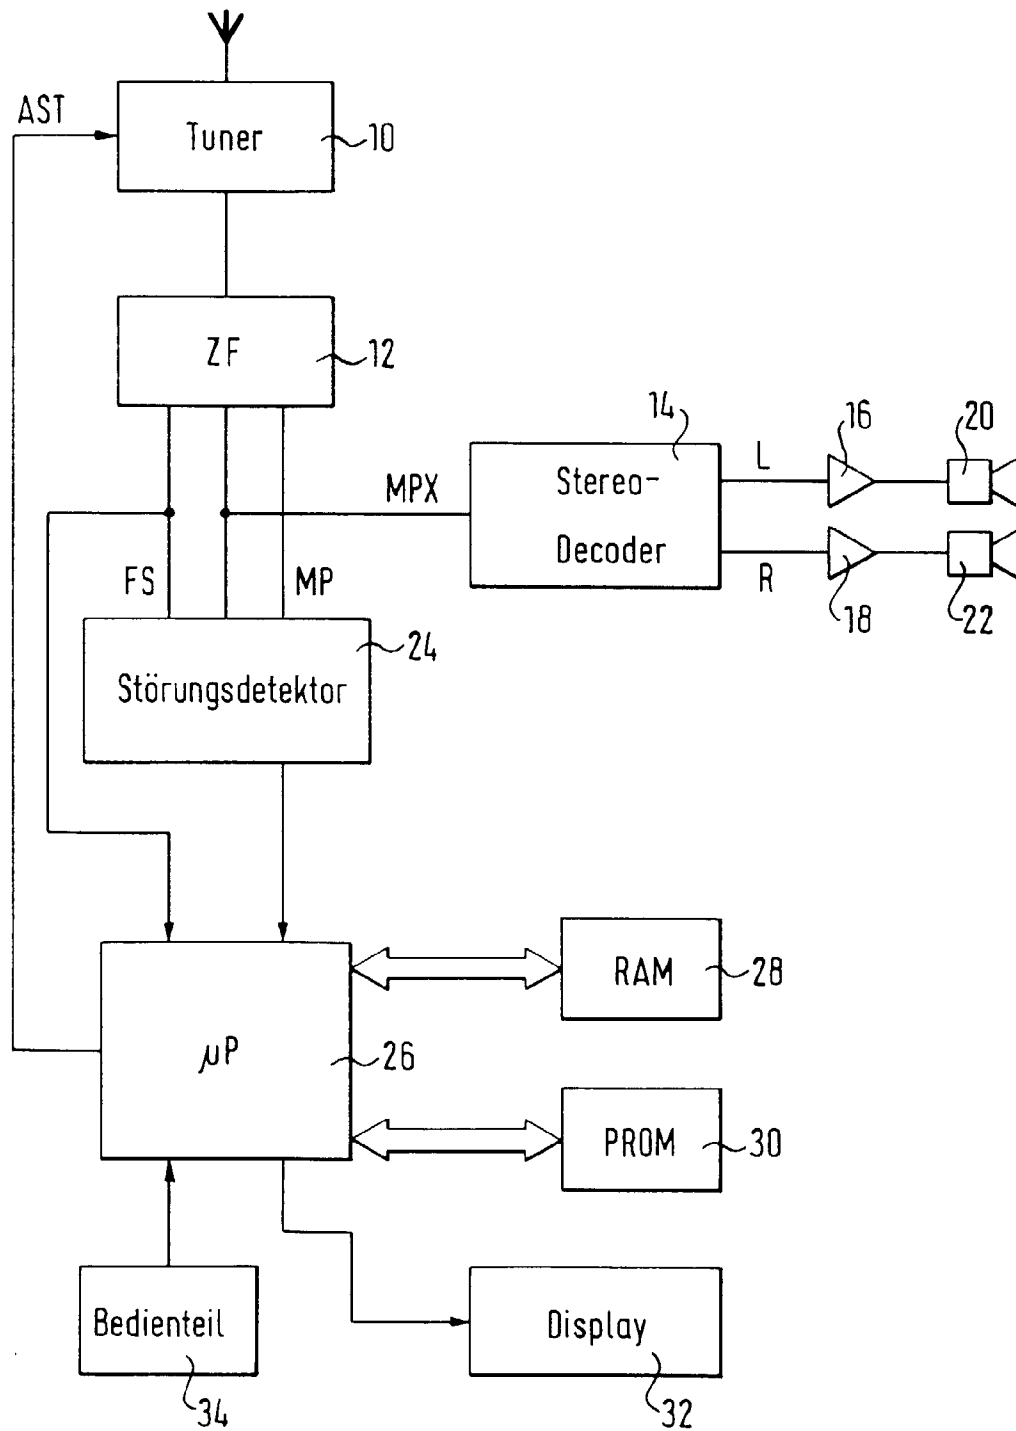 AST
Tuner
10
ZF
12
14
16
20
L
MPX
Stereo-
Decoder
FS
MP
R
18
22
24
Störungsdetektor
RAM
28
µP
26
PROM
30
Bedienteil
Display
34
32